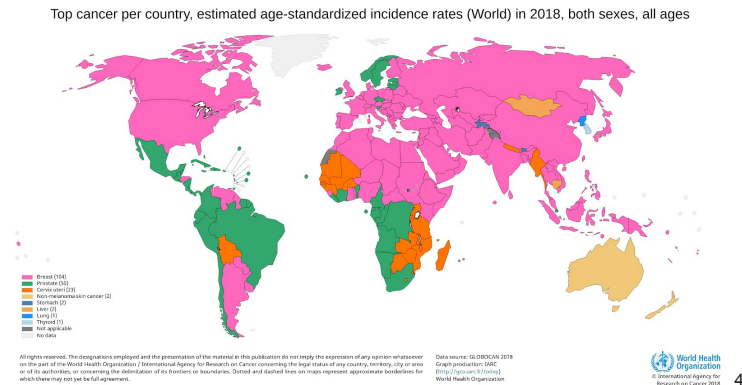 Top cancer per country, estimated age-standardized incidence rates (World) in 2018, both sexes, all ages
Breast (104)
Prostate (50)
Cervix uteri (23)
Non-melanoma skin cancer (2)
Stomach (2)
Liver (2)
Lung (1)
Thyroid (1)
Not applicable
No data
All rights reserved. The designations employed and the presentation of the material in this publication do not imply the expression of any opinion whatsoever
on the part of the World Health Organization / International Agency for Research on Cancer concerning the legal status of any country, territory, city or area
or of its authorities, or concerning the delimitation of its frontiers or boundaries. Dotted and dashed lines on maps represent approximate borderlines for
which there may not yet be full agreement.
Data source: GLOBOCAN 2018
Graph production: IARC
(http://gco.iarc.fr/today)
World Health Organization
World Health
Organization
© International Agency for
Research on Cancer 2018
4